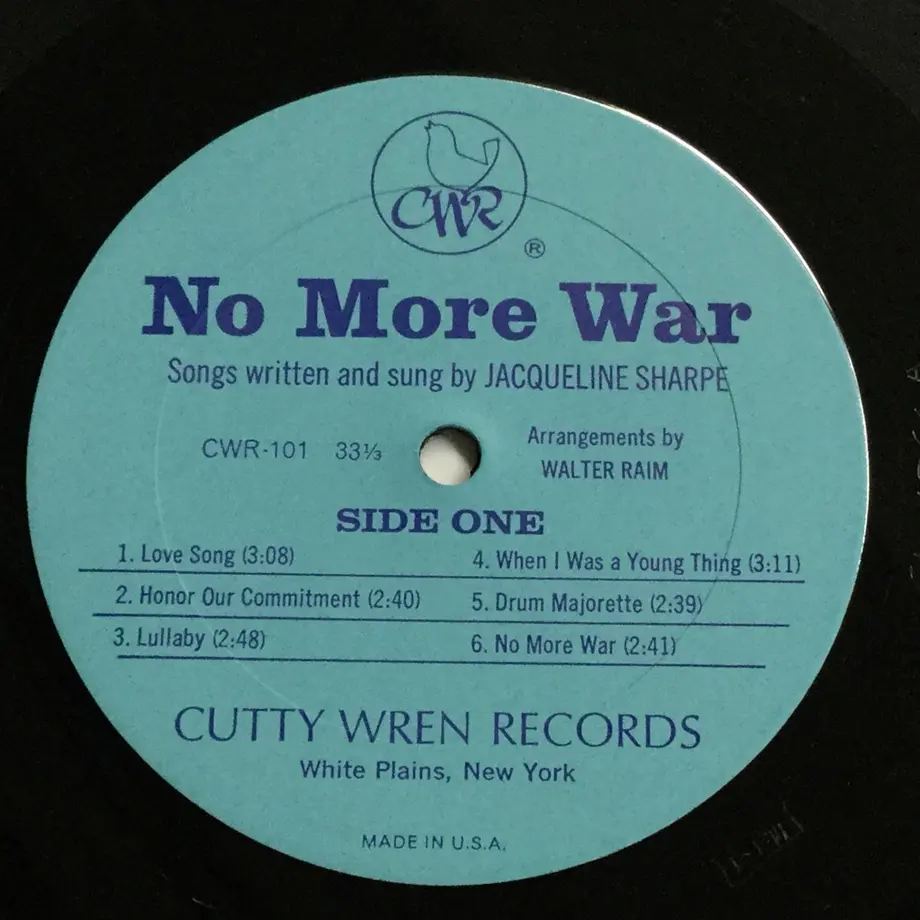 CWR
®
No More War
Songs written and sung by JACQUELINE SHARPE
CWR-101 33⅓
Arrangements by
WALTER RAIM
SIDE ONE
1. Love Song (3:08)
2. Honor Our Commitment (2:40)
3. Lullaby (2:48)
4. When I Was a Young Thing (3:11)
5. Drum Majorette (2:39)
6. No More War (2:41)
CUTTY WREN RECORDS
White Plains, New York
MADE IN U.S.A.